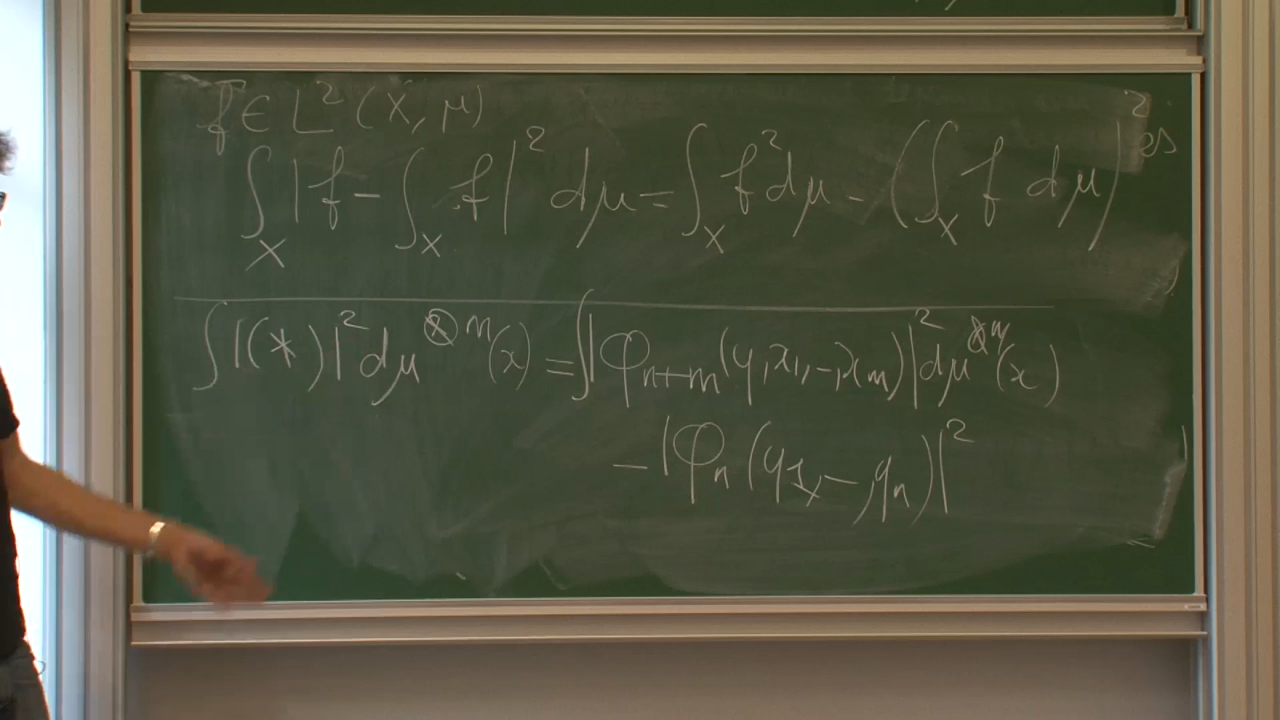 f ∈ L² (X, μ)
∫_X |f − ∫_X f|² dμ = ∫_X f² dμ − (∫_X f dμ)²
∫ |(*)|² dμ^{⊗m}(x) = ∫ |φ_{n+m}(y, x_1, –, x_m)|² dμ^{⊗m}(x)
− |φ_n (y_1, –, y_n)|²